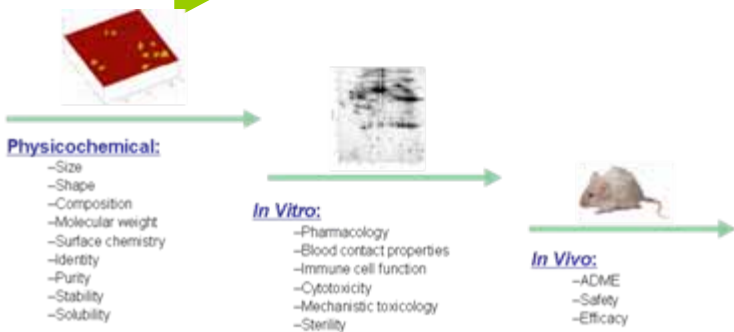 Physicochemical:
–Size
–Shape
–Composition
–Molecular weight
–Surface chemistry
–Identity
–Purity
–Stability
–Solubility
In Vitro:
–Pharmacology
–Blood contact properties
–Immune cell function
–Cytotoxicity
–Mechanistic toxicology
–Sterility
In Vivo:
–ADME
–Safety
–Efficacy